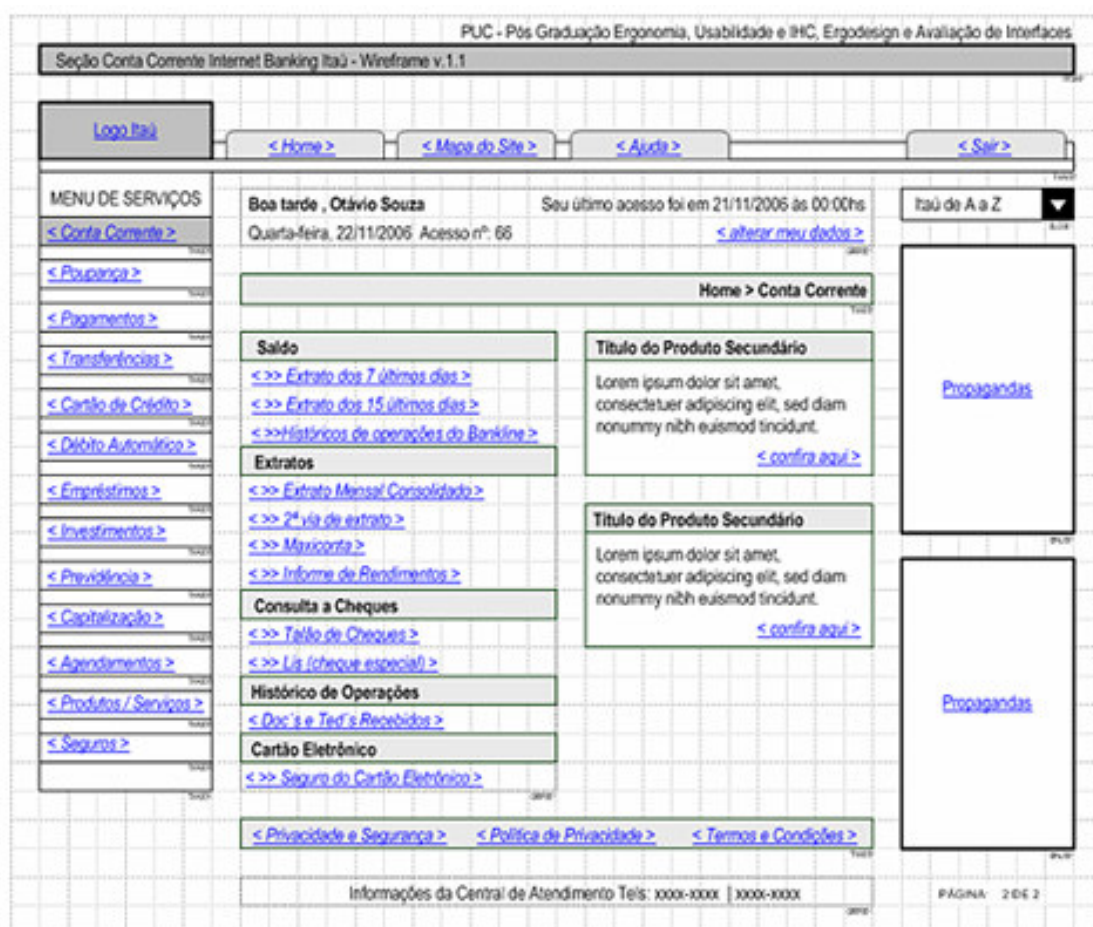 PUC - Pós Graduação Ergonomia, Usabilidade e IHC, Ergodesign e Avaliação de Interfaces
Seção Conta Corrente Internet Banking Itaú - Wireframe v.1.1
Logo Itaú
< Home >
< Mapa do Site >
< Ajuda >
< Sair >
MENU DE SERVIÇOS
< Conta Corrente >
< Poupança >
< Pagamentos >
< Transferências >
< Cartão de Crédito >
< Débito Automático >
< Empréstimos >
< Investimentos >
< Previdência >
< Capitalização >
< Agendamentos >
< Produtos / Serviços >
< Seguros >
Boa tarde , Otávio Souza
Seu último acesso foi em 21/11/2006 às 00:00hs
Quarta-feira, 22/11/2006 Acesso nº: 66
< alterar meu dados >
Home > Conta Corrente
Saldo
< >> Extrato dos 7 últimos dias >
< >> Extrato dos 15 últimos dias >
< >>Históricos de operações do Bankline >
Extratos
< >> Extrato Mensal Consolidado >
< >> 2ª via de extrato >
< >> Maxiconta >
< >> Informe de Rendimentos >
Consulta a Cheques
< >> Talão de Cheques >
< >> Lis (cheque especial) >
Histórico de Operações
< Doc´s e Ted´s Recebidos >
Cartão Eletrônico
< >> Seguro do Cartão Eletrônico >
Título do Produto Secundário
Lorem ipsum dolor sit amet,
consectetuer adipiscing elit, sed diam
nonummy nibh euismod tincidunt.
< confira aqui >
Título do Produto Secundário
Lorem ipsum dolor sit amet,
consectetuer adipiscing elit, sed diam
nonummy nibh euismod tincidunt.
< confira aqui >
Itaú de A a Z
Propagandas
Propagandas
< Privacidade e Segurança >
< Política de Privacidade >
< Termos e Condições >
Informações da Central de Atendimento Tels: xxxx-xxxx | xxxx-xxxx
PÁGINA 2 DE 2